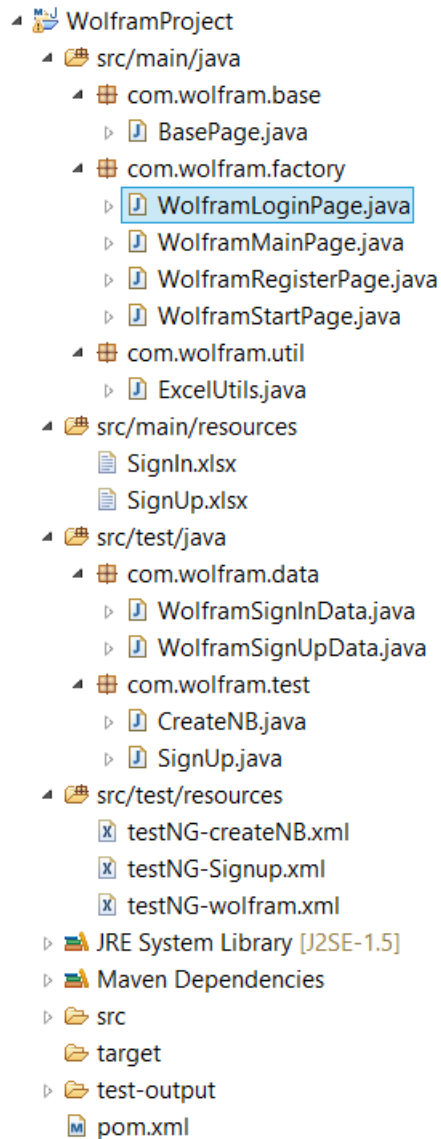 WolframProject
src/main/java
com.wolfram.base
BasePage.java
com.wolfram.factory
WolframLoginPage.java
WolframMainPage.java
WolframRegisterPage.java
WolframStartPage.java
com.wolfram.util
ExcelUtils.java
src/main/resources
SignIn.xlsx
SignUp.xlsx
src/test/java
com.wolfram.data
WolframSignInData.java
WolframSignUpData.java
com.wolfram.test
CreateNB.java
SignUp.java
src/test/resources
testNG-createNB.xml
testNG-Signup.xml
testNG-wolfram.xml
JRE System Library [J2SE-1.5]
Maven Dependencies
src
target
test-output
pom.xml